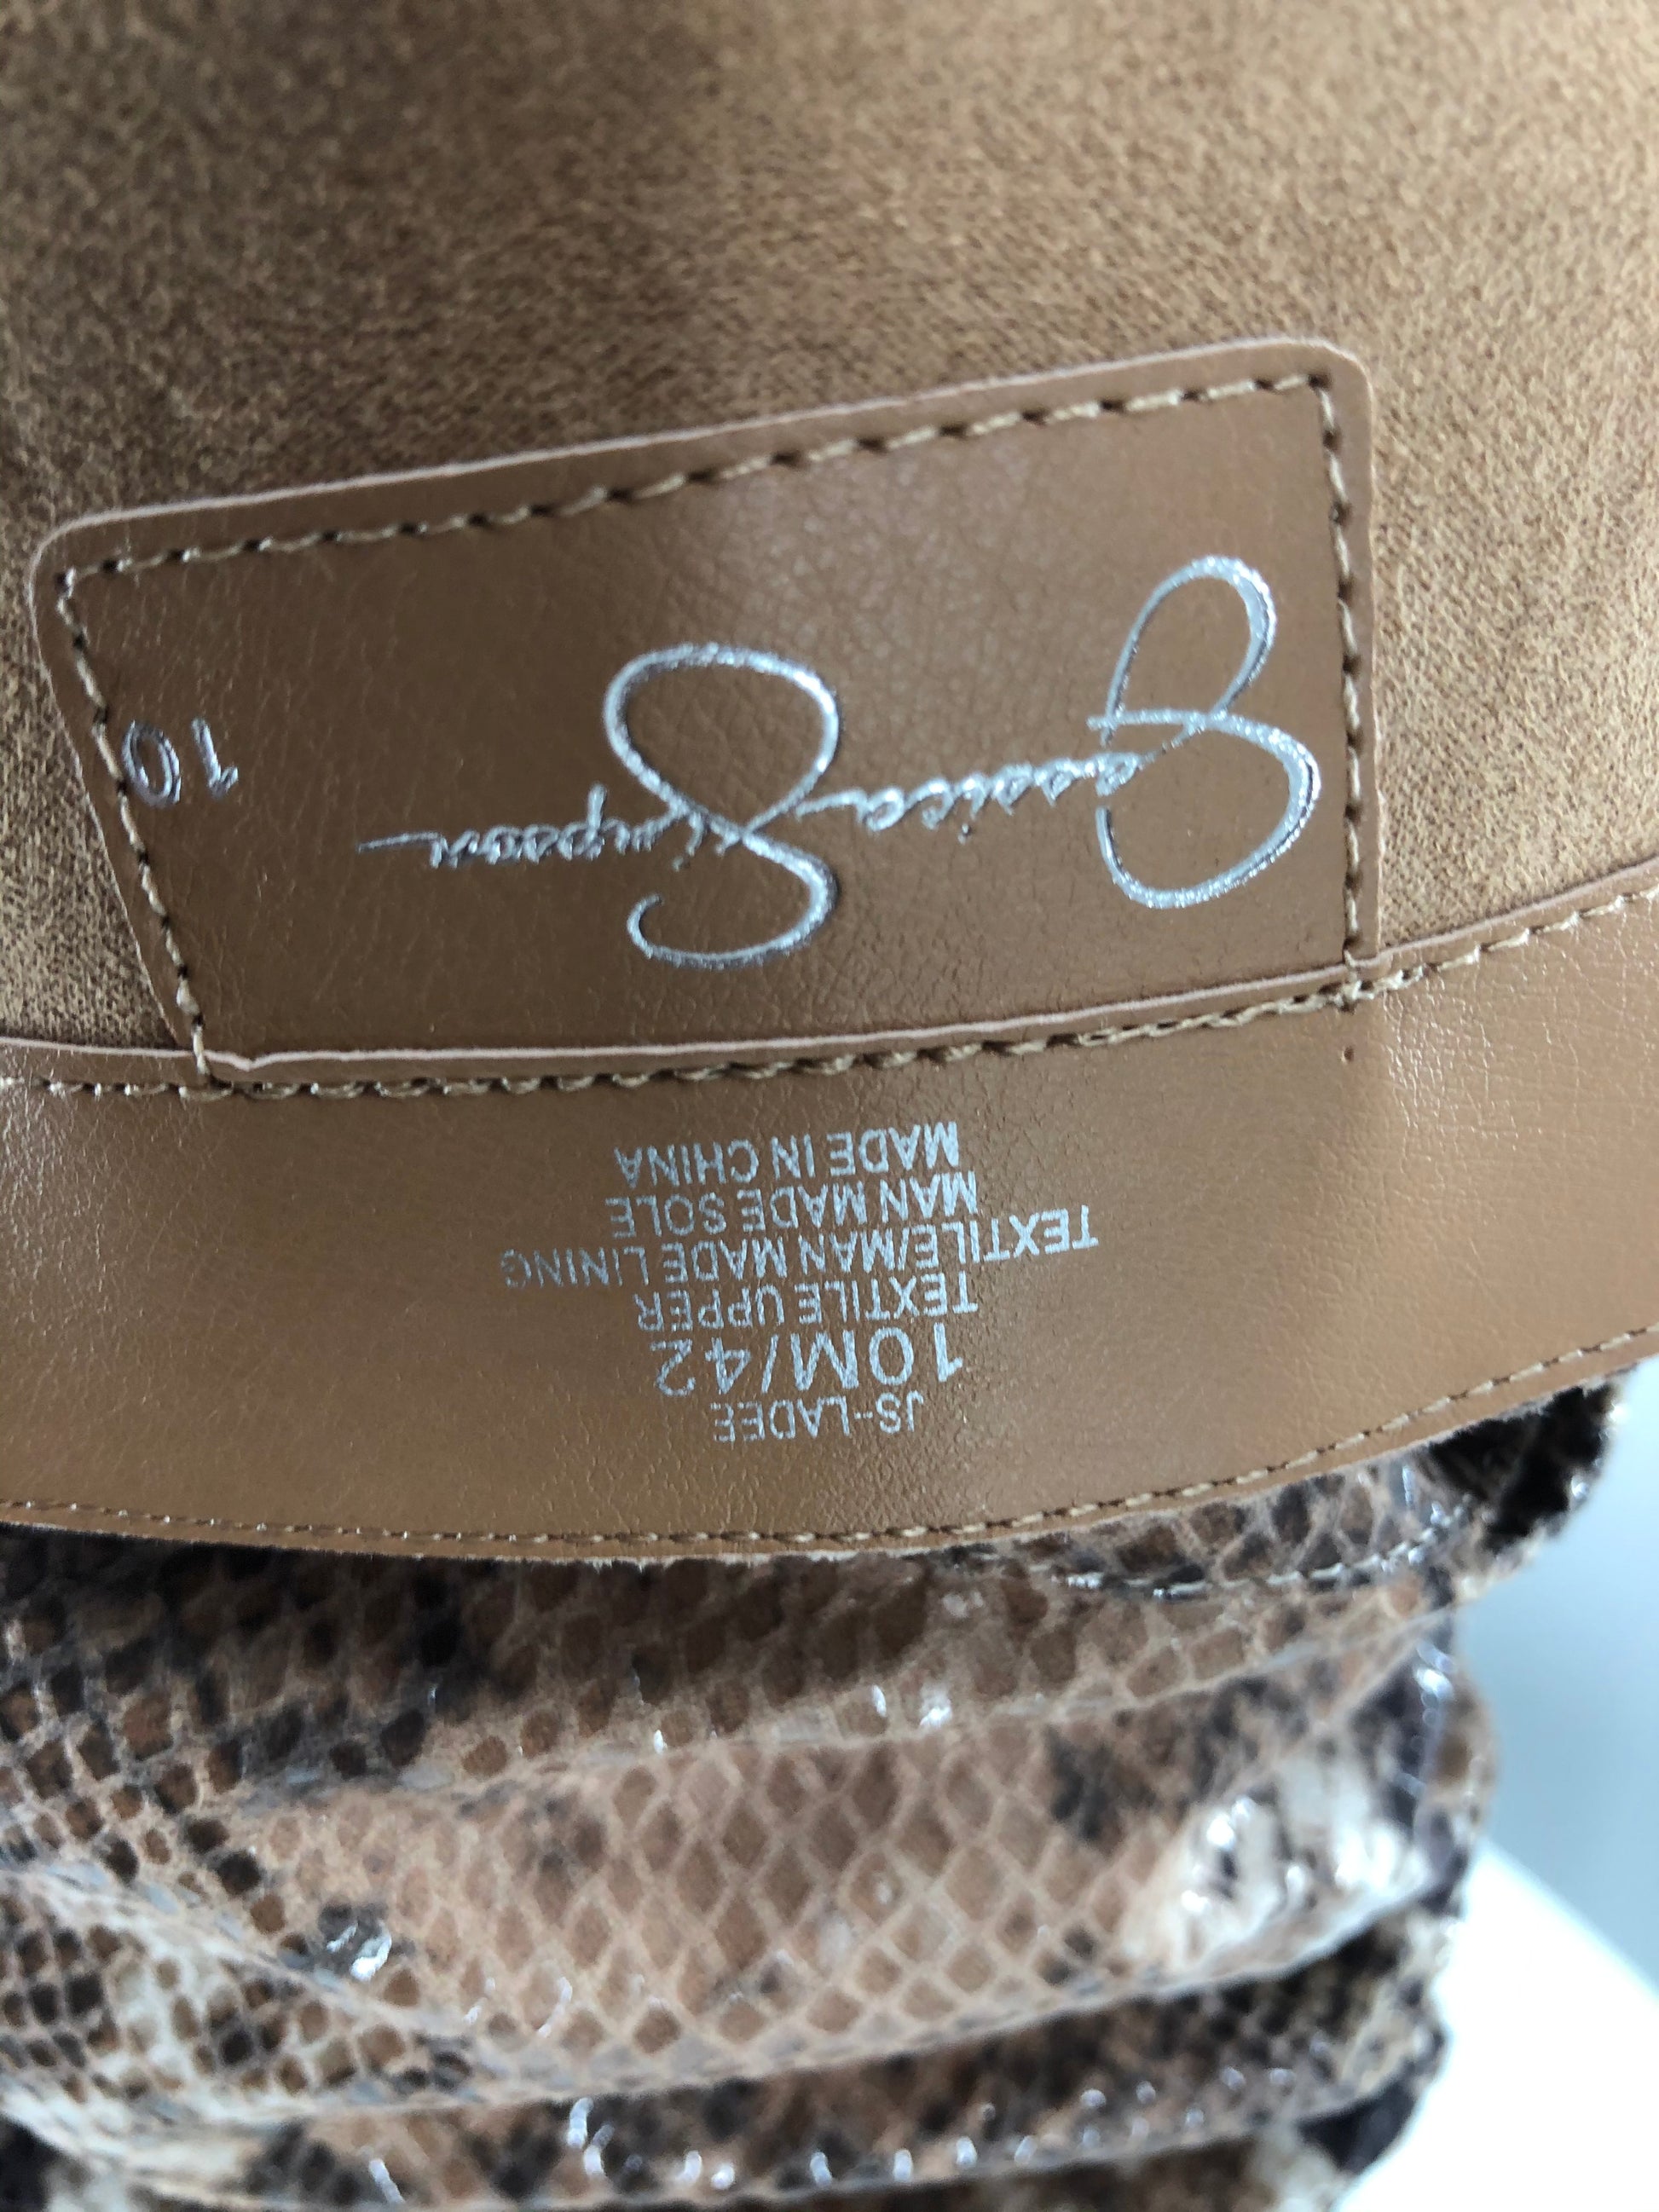 JS-LADEE
10M/42
TEXTILE UPPER
TEXTILE/MAN MADE LINING
MAN MADE SOLE
MADE IN CHINA
Jessica Simpson
10